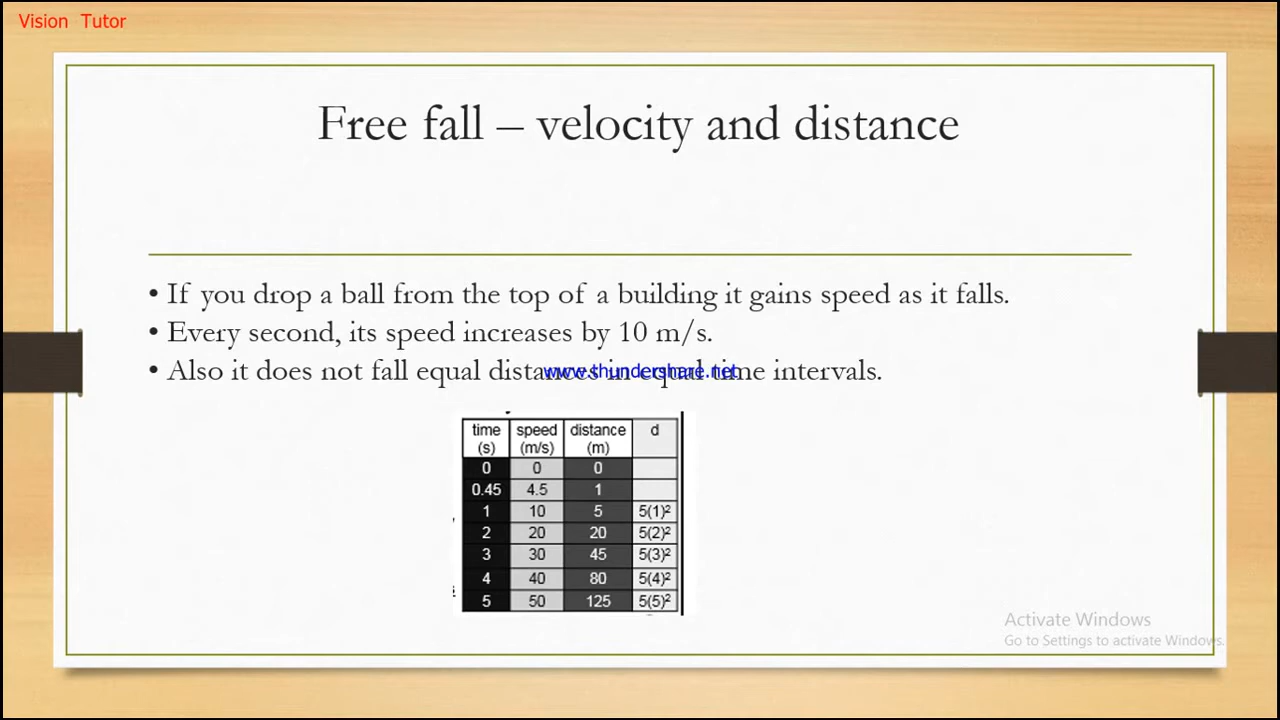 Vision Tutor
Free fall – velocity and distance
• If you drop a ball from the top of a building it gains speed as it falls.
• Every second, its speed increases by 10 m/s.
• Also it does not fall equal distances in equal time intervals.
www.thundershare.net
time speed distance d
(s) (m/s) (m)
0 0 0
0.45 4.5 1
1 10 5 5(1)²
2 20 20 5(2)²
3 30 45 5(3)²
4 40 80 5(4)²
5 50 125 5(5)²
Activate Windows
Go to Settings to activate Windows.